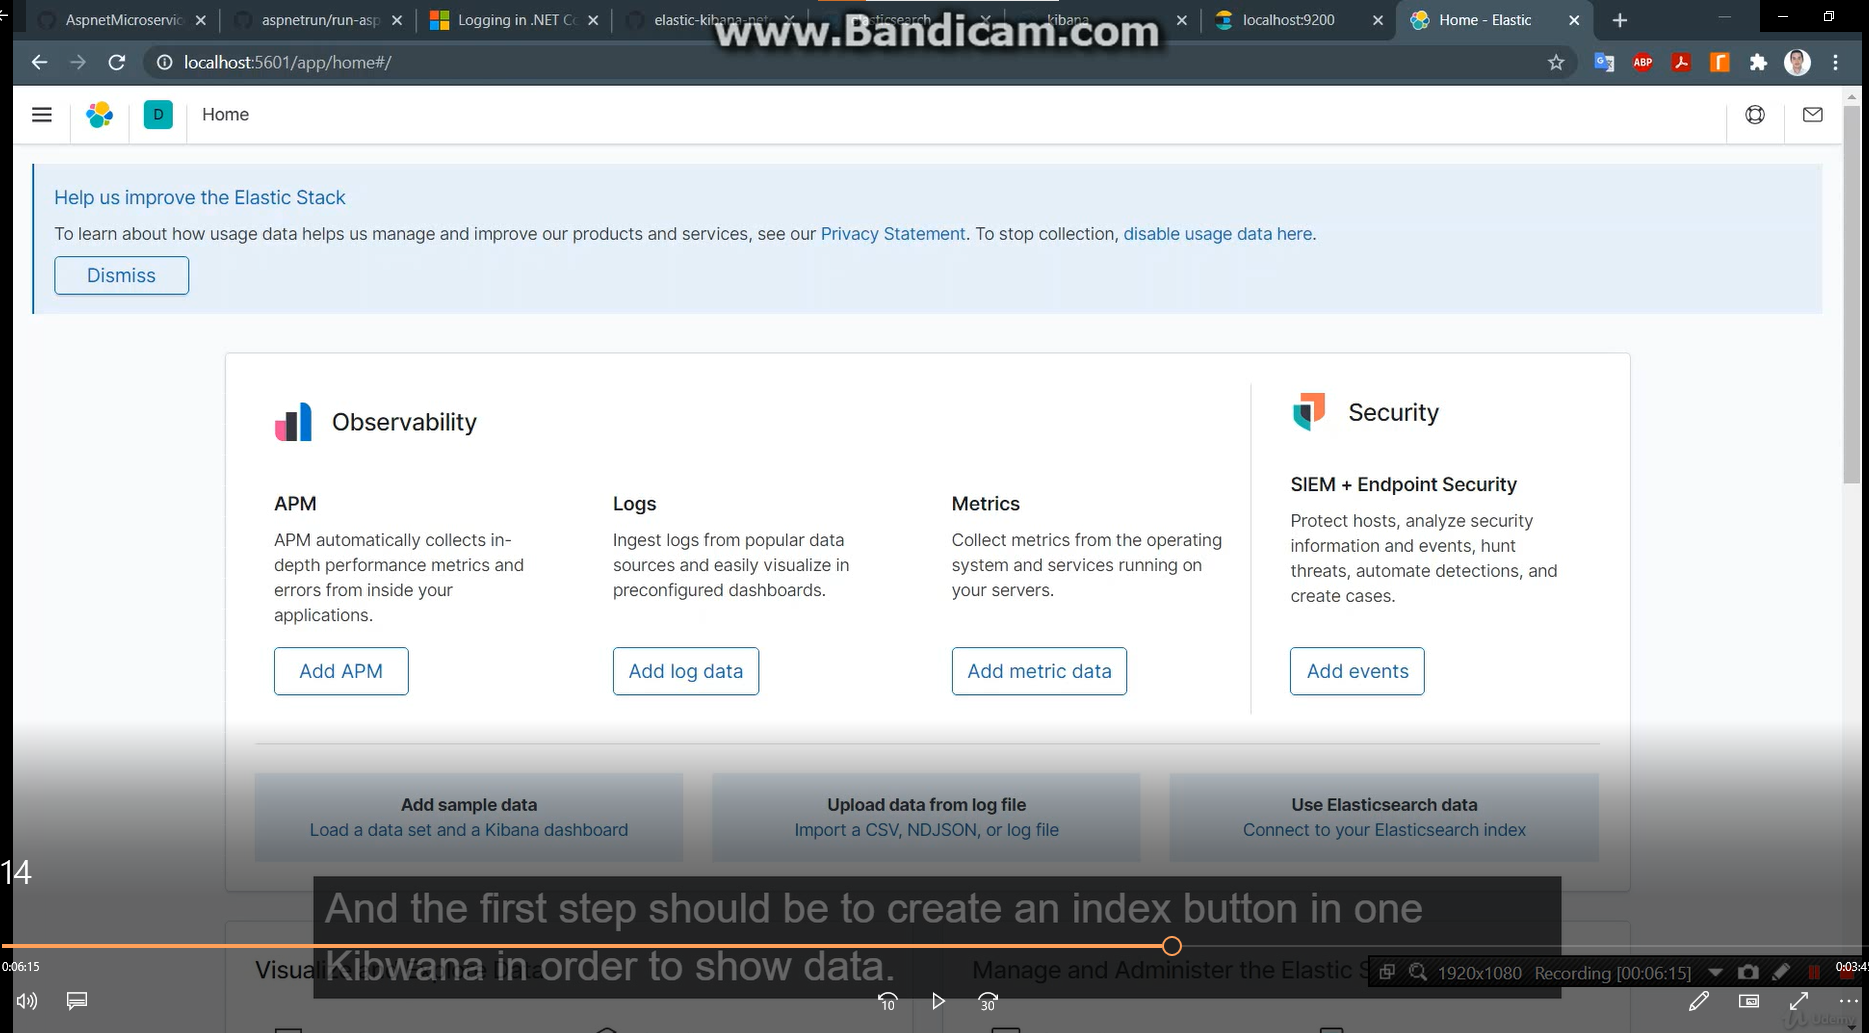 AspnetMicroservic
aspnetrun/run-asp
Logging in .NET Co
elastic-kibana-net
elasticsearch
kibana
localhost:9200
Home - Elastic
www.Bandicam.com
localhost:5601/app/home#/
ABP
D
Home
Help us improve the Elastic Stack
To learn about how usage data helps us manage and improve our products and services, see our Privacy Statement. To stop collection, disable usage data here.
Dismiss
Observability
Security
APM
APM automatically collects in-
depth performance metrics and
errors from inside your
applications.
Add APM
Logs
Ingest logs from popular data
sources and easily visualize in
preconfigured dashboards.
Add log data
Metrics
Collect metrics from the operating
system and services running on
your servers.
Add metric data
SIEM + Endpoint Security
Protect hosts, analyze security
information and events, hunt
threats, automate detections, and
create cases.
Add events
Add sample data
Load a data set and a Kibana dashboard
Upload data from log file
Import a CSV, NDJSON, or log file
Use Elasticsearch data
Connect to your Elasticsearch index
14
And the first step should be to create an index button in one
Kibwana in order to show data.
Visualize and Explore Data
Manage and Administer the Elastic S
0:06:15
1920x1080 Recording [00:06:15]
0:03:45
10
30
Udemy